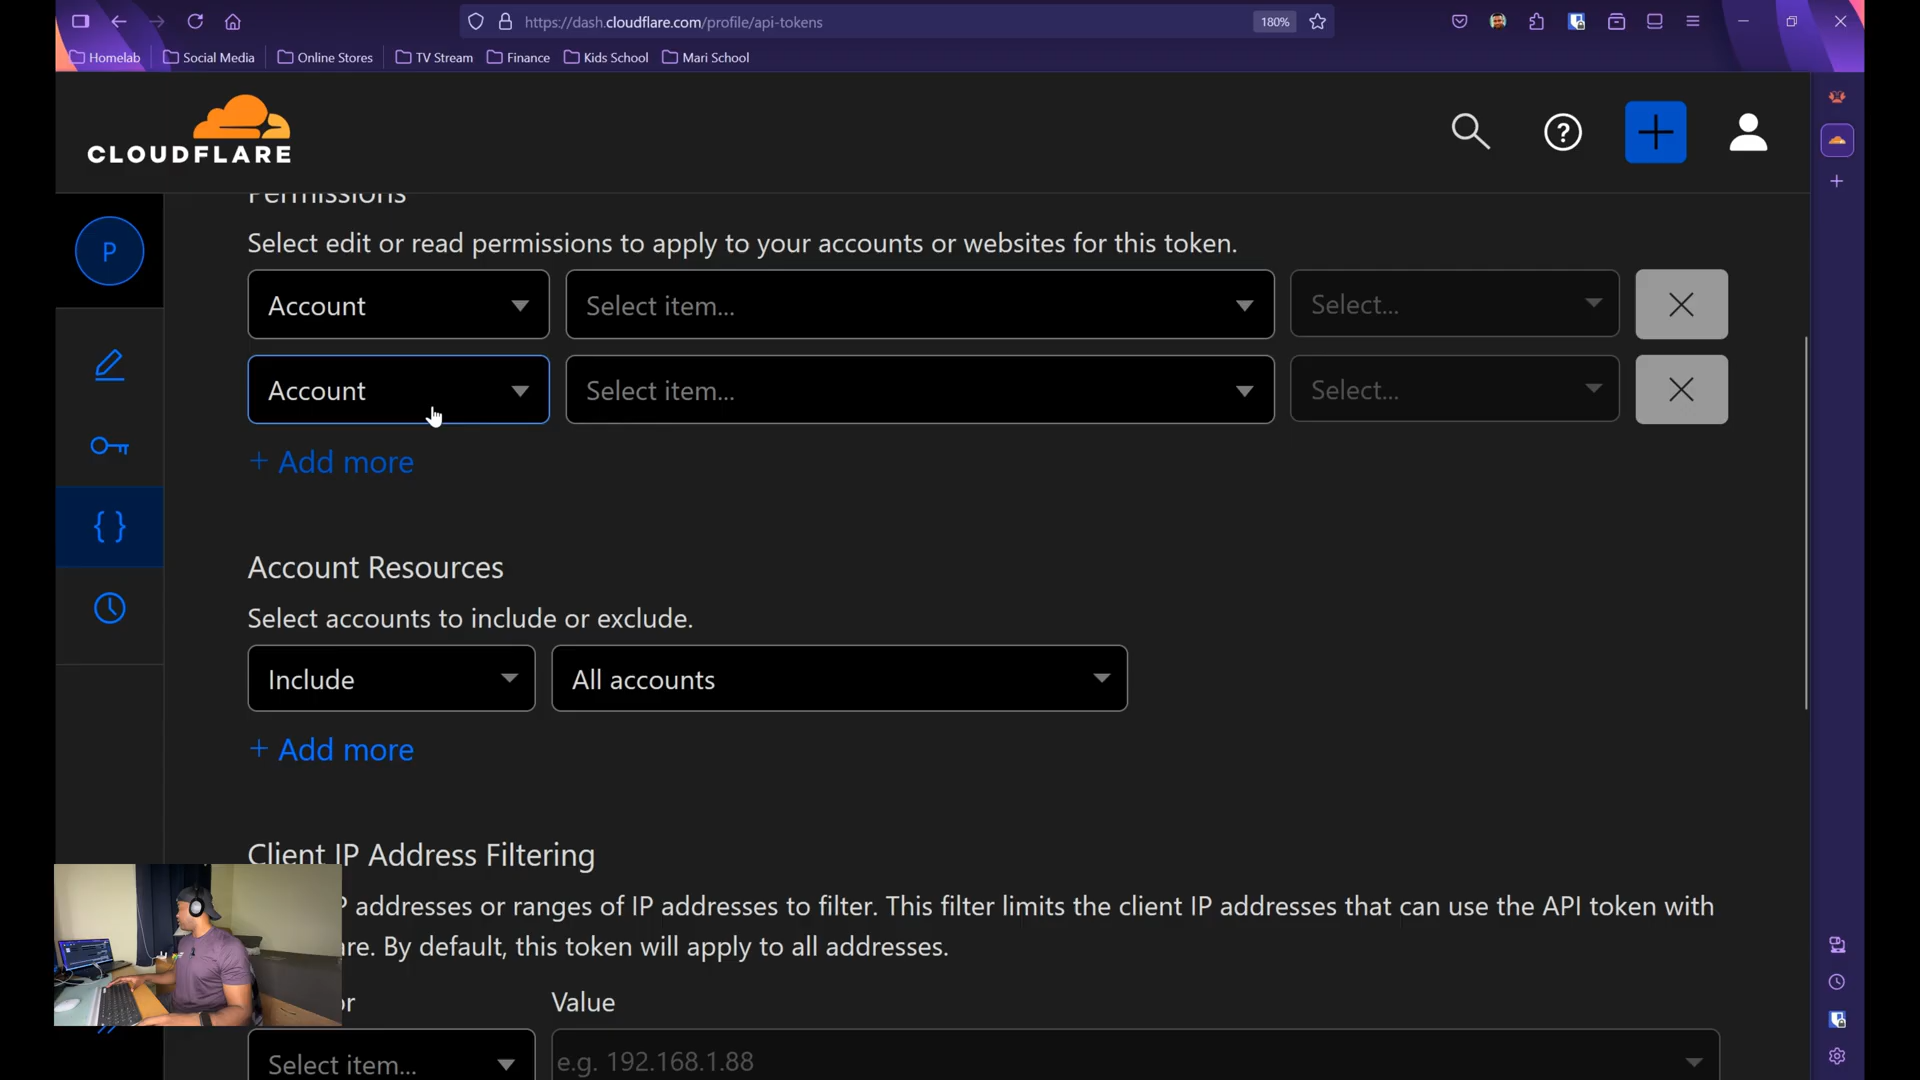 https://dash.cloudflare.com/profile/api-tokens
180%
Homelab
Social Media
Online Stores
TV Stream
Finance
Kids School
Mari School
CLOUDFLARE
P
Permissions
Select edit or read permissions to apply to your accounts or websites for this token.
Account
Select item...
Select...
Account
Select item...
Select...
+ Add more
Account Resources
Select accounts to include or exclude.
Include
All accounts
+ Add more
Client IP Address Filtering
addresses or ranges of IP addresses to filter. This filter limits the client IP addresses that can use the API token with
are. By default, this token will apply to all addresses.
or
Value
Select item...
e.g. 192.168.1.88